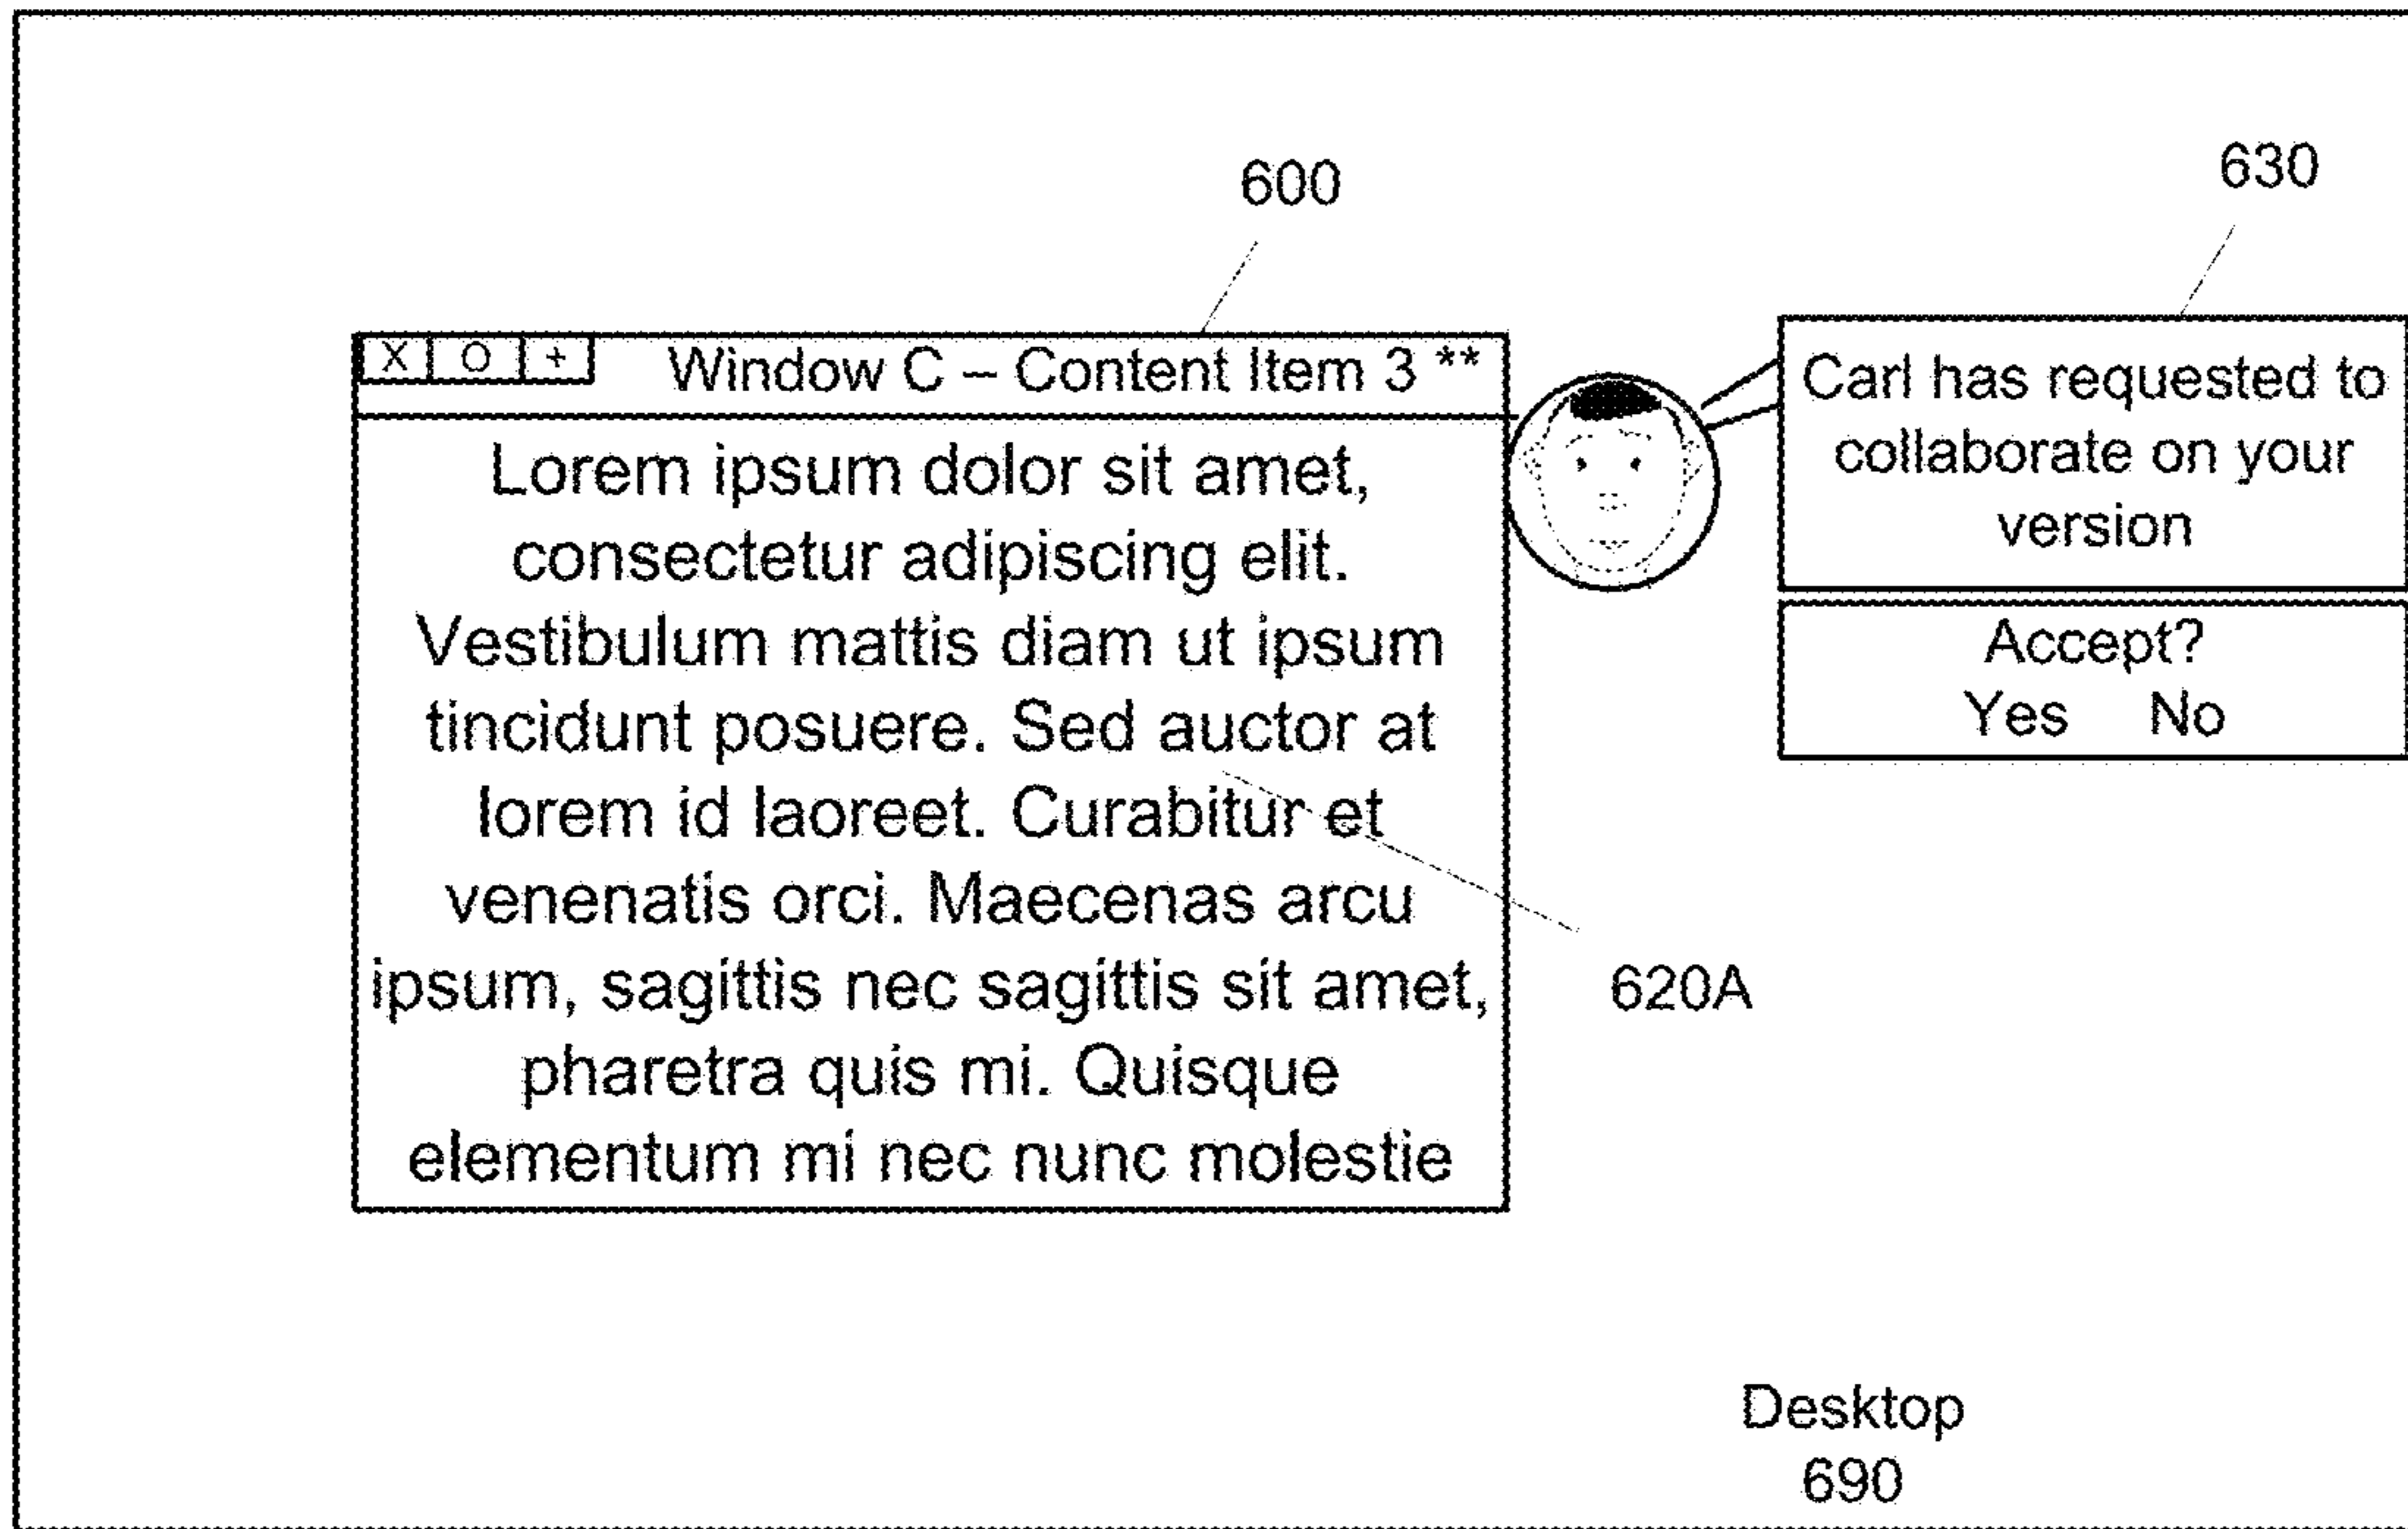 600
630
X O + Window C – Content Item 3 **
Lorem ipsum dolor sit amet,
consectetur adipiscing elit.
Vestibulum mattis diam ut ipsum
tincidunt posuere. Sed auctor at
lorem id laoreet. Curabitur et
venenatis orci. Maecenas arcu
ipsum, sagittis nec sagittis sit amet,
pharetra quis mi. Quisque
elementum mi nec nunc molestie
Carl has requested to
collaborate on your
version
Accept?
Yes No
620A
Desktop
690